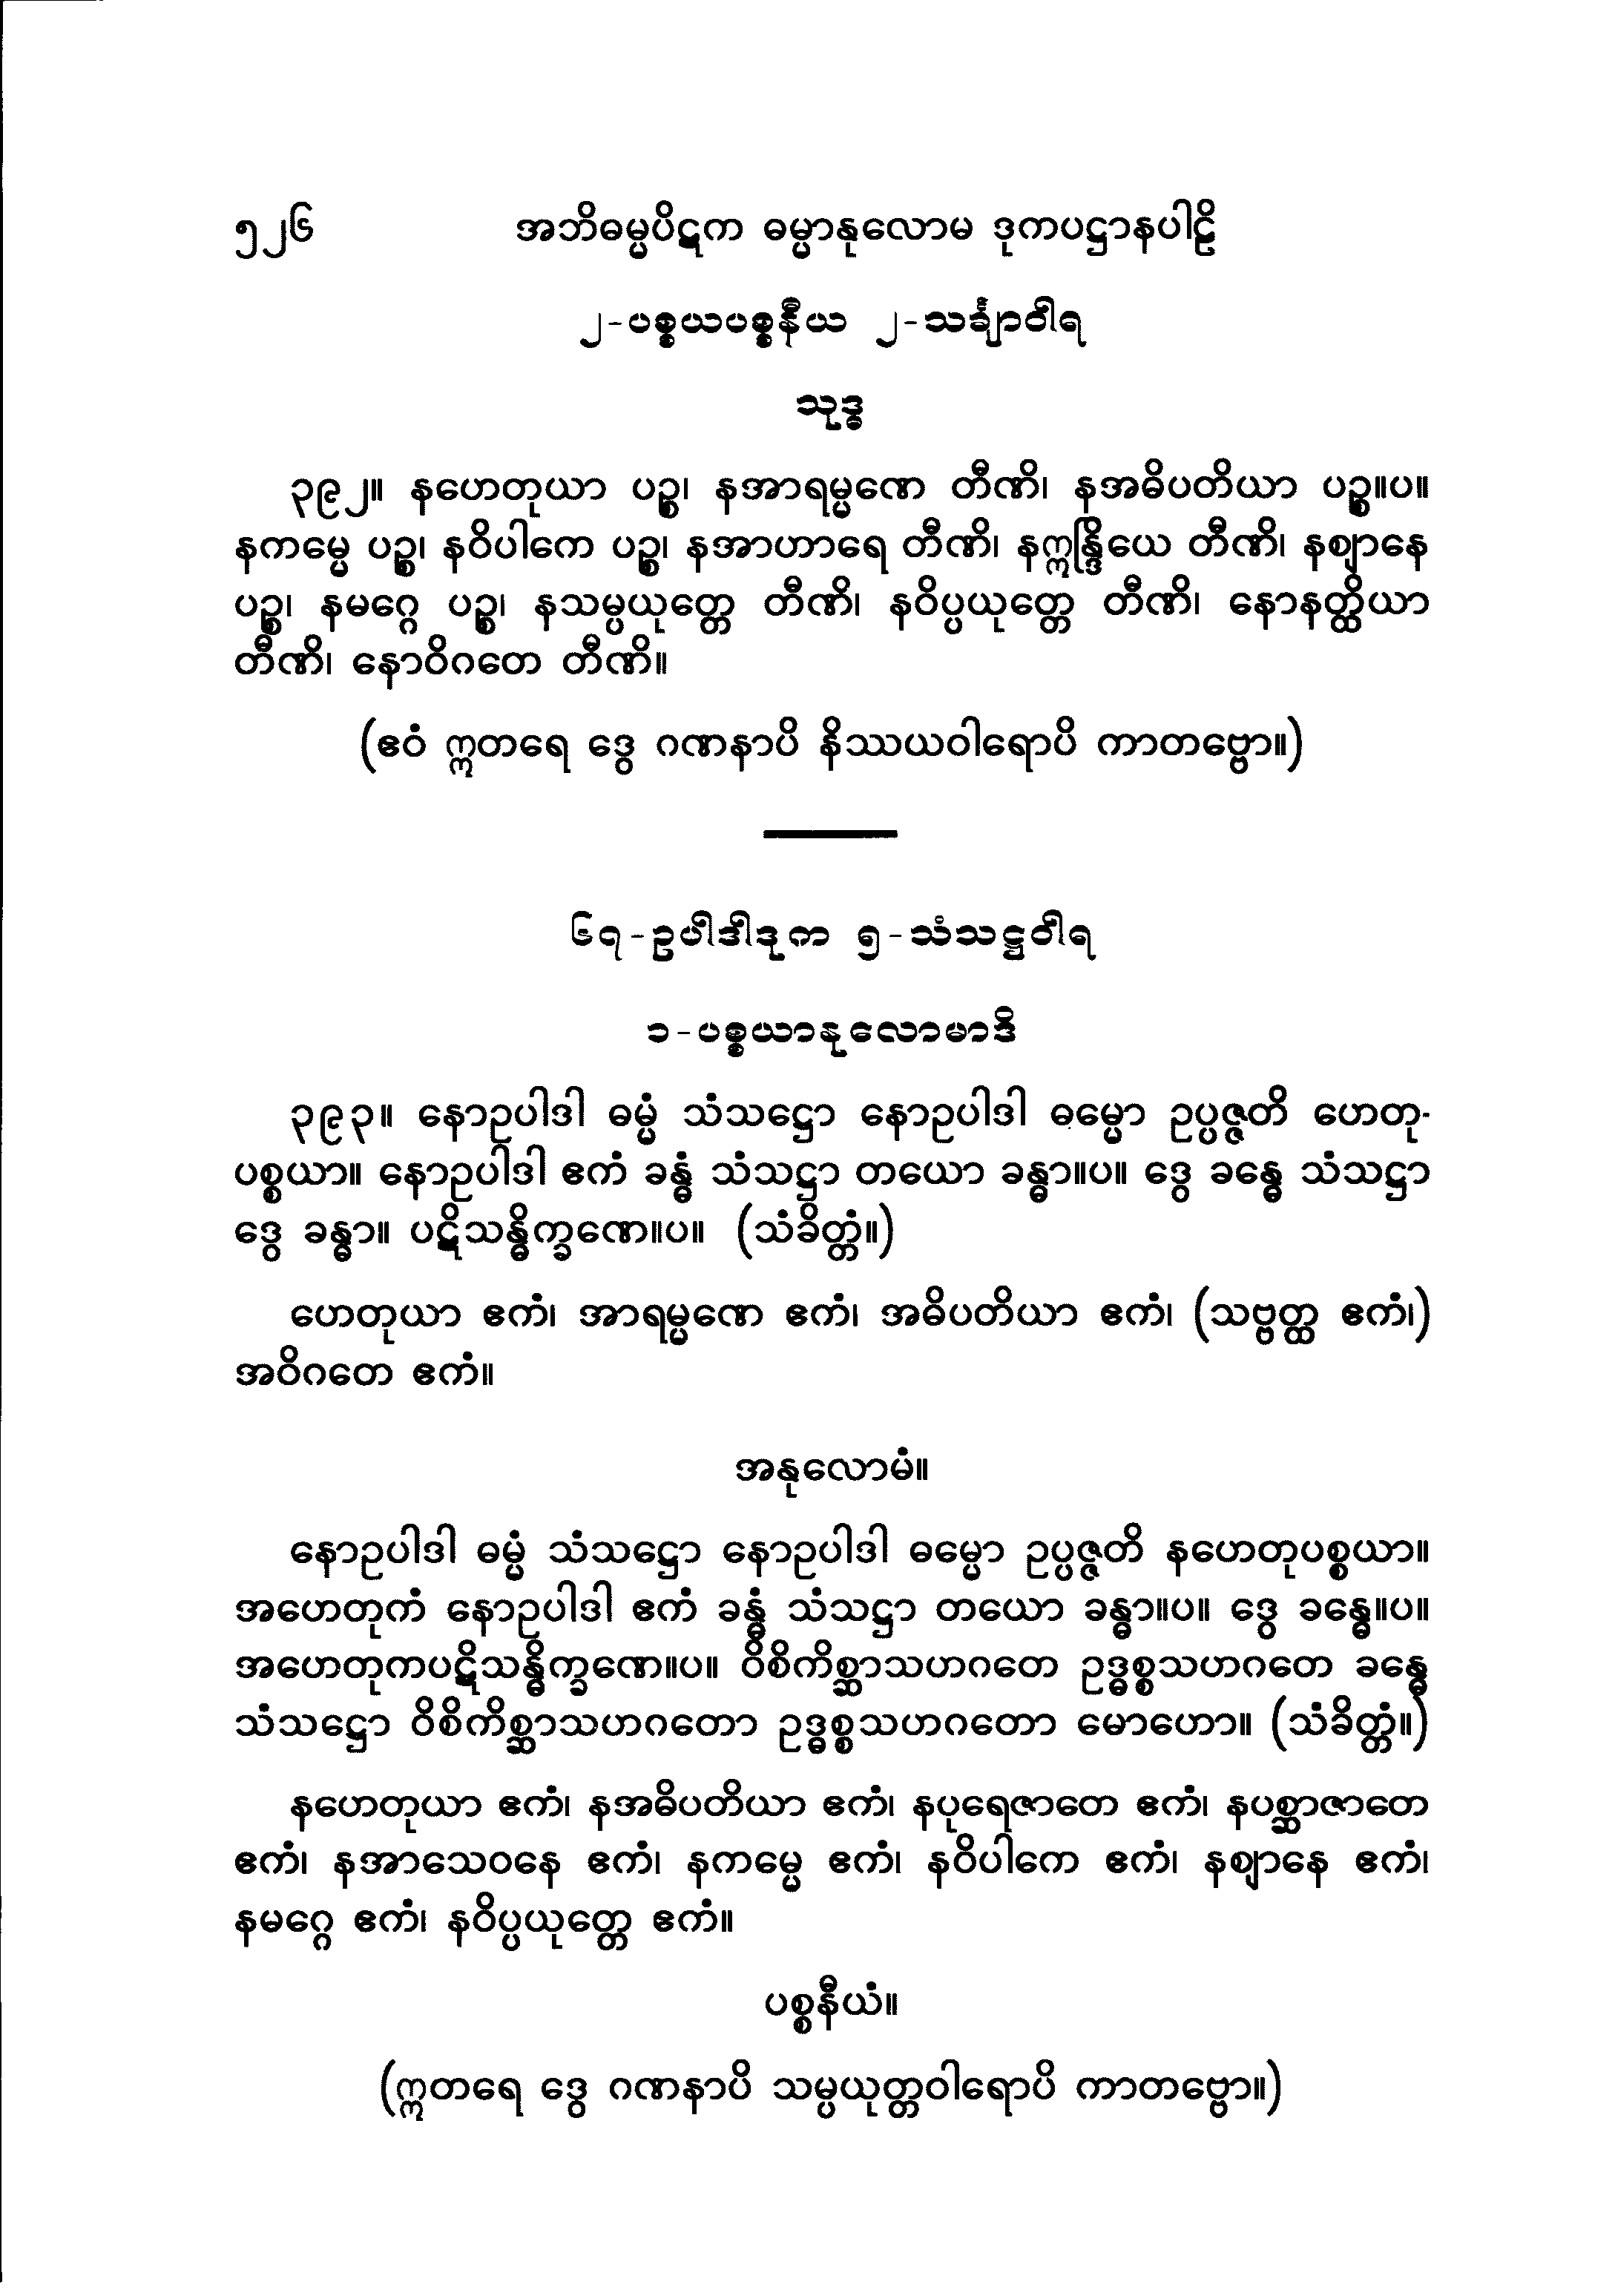 ၅၂၆ အဘိဓမ္မပိဋက ဓမ္မာနုလောမ ဒုကပဋ္ဌာနပါဠိ
၂-ပစ္စယပစ္စနီယ ၂-သင်္ချာဝါရ
သုဒ္ဓ
၃၉၂။ နဟေတုယာ ပဉ္စ၊ နအာရမ္မဏေ တီဏိ၊ နအဓိပတိယာ ပဉ္စ။ပ။
နကမ္မေ ပဉ္စ၊ နဝိပါကေ ပဉ္စ၊ နအာဟာရေ တီဏိ၊ နဣန္ဒြိယေ တီဏိ၊ နဈာနေ
ပဉ္စ၊ နမဂ္ဂေ ပဉ္စ၊ နသမ္ပယုတ္တေ တီဏိ၊ နဝိပ္ပယုတ္တေ တီဏိ၊ နောနတ္ထိယာ
တီဏိ၊ နောဝိဂတေ တီဏိ။
(ဧဝံ ဣတရေ ဒွေ ဂဏနာပိ နိဿယဝါရောပိ ကာတဗ္ဗော။)
၆၇-ဥပါဒါဒုက ၅-သံသဋ္ဌဝါရ
၁-ပစ္စယာနုလောမာဒိ
၃၉၃။ နောဥပါဒါ ဓမ္မံ သံသဋ္ဌော နောဥပါဒါ ဓမ္မော ဥပ္ပဇ္ဇတိ ဟေတု-
ပစ္စယာ။ နောဥပါဒါ ဧကံ ခန္ဓံ သံသဋ္ဌာ တယော ခန္ဓာ။ပ။ ဒွေ ခန္ဓေ သံသဋ္ဌာ
ဒွေ ခန္ဓာ။ ပဋိသန္ဓိက္ခဏေ။ပ။ (သံခိတ္တံ။)
ဟေတုယာ ဧကံ၊ အာရမ္မဏေ ဧကံ၊ အဓိပတိယာ ဧကံ၊ (သဗ္ဗတ္ထ ဧကံ၊)
အဝိဂတေ ဧကံ။
အနုလောမံ။
နောဥပါဒါ ဓမ္မံ သံသဋ္ဌော နောဥပါဒါ ဓမ္မော ဥပ္ပဇ္ဇတိ နဟေတုပစ္စယာ။
အဟေတုကံ နောဥပါဒါ ဧကံ ခန္ဓံ သံသဋ္ဌာ တယော ခန္ဓာ။ပ။ ဒွေ ခန္ဓေ။ပ။
အဟေတုကပဋိသန္ဓိက္ခဏေ။ပ။ ဝိစိကိစ္ဆာသဟဂတေ ဥဒ္ဓစ္စသဟဂတေ ခန္ဓေ
သံသဋ္ဌော ဝိစိကိစ္ဆာသဟဂတော ဥဒ္ဓစ္စသဟဂတော မောဟော။ (သံခိတ္တံ။)
နဟေတုယာ ဧကံ၊ နအဓိပတိယာ ဧကံ၊ နပုရေဇာတေ ဧကံ၊ နပစ္ဆာဇာတေ
ဧကံ၊ နအာသေဝနေ ဧကံ၊ နကမ္မေ ဧကံ၊ နဝိပါကေ ဧကံ၊ နဈာနေ ဧကံ၊
နမဂ္ဂေ ဧကံ၊ နဝိပ္ပယုတ္တေ ဧကံ။
ပစ္စနီယံ။
(ဣတရေ ဒွေ ဂဏနာပိ သမ္ပယုတ္တဝါရောပိ ကာတဗ္ဗော။)